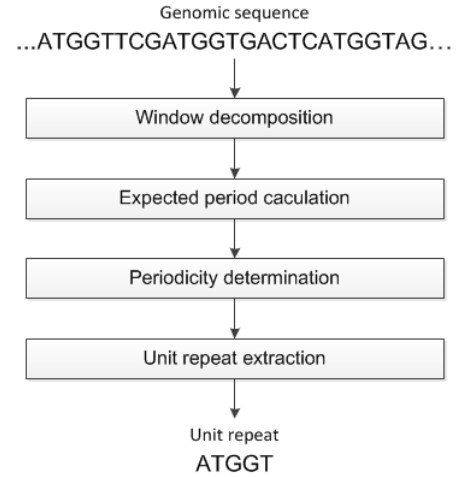 Genomic sequence
...ATGGTTCGATGGTGACTCATGGTAG...
Window decomposition
Expected period caculation
Periodicity determination
Unit repeat extraction
Unit repeat
ATGGT